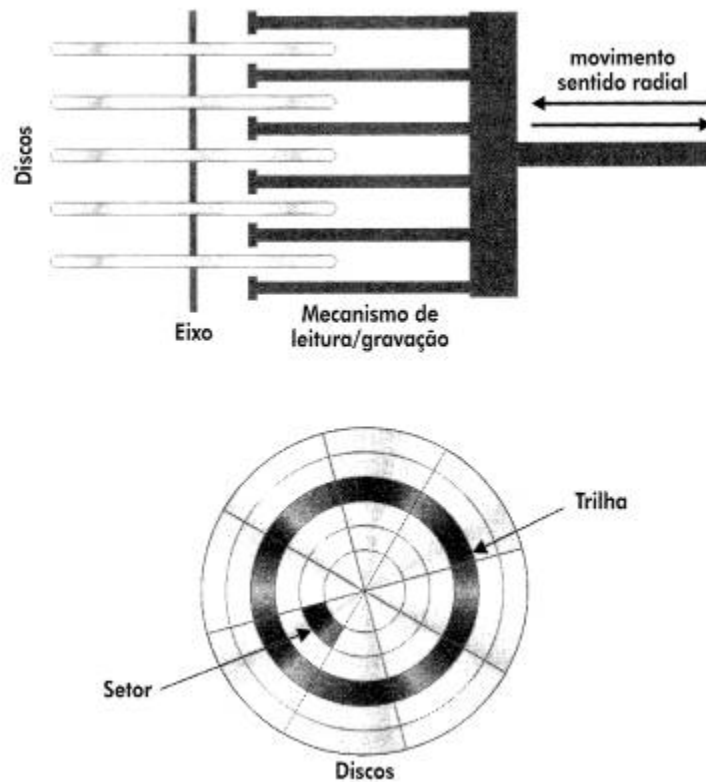 movimento
sentido radial
Discos
Eixo
Mecanismo de
leitura/gravação
Trilha
Setor
Discos